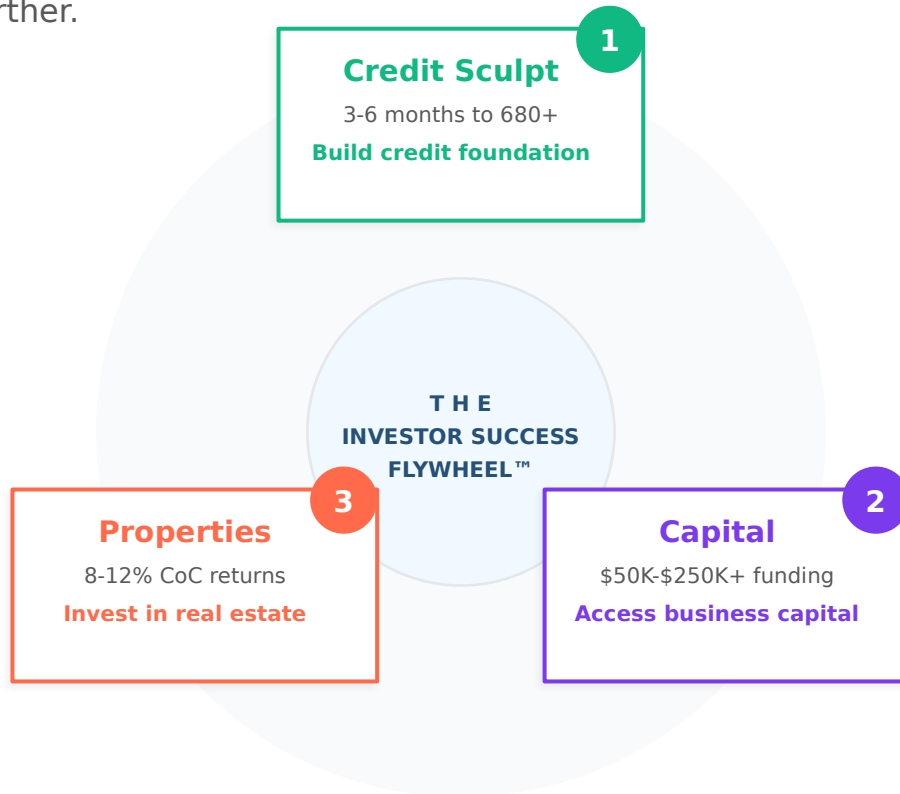 rther.
1
Credit Sculpt
3-6 months to 680+
Build credit foundation
T H E
INVESTOR SUCCESS
FLYWHEEL™
3
Properties
8-12% CoC returns
Invest in real estate
2
Capital
$50K-$250K+ funding
Access business capital